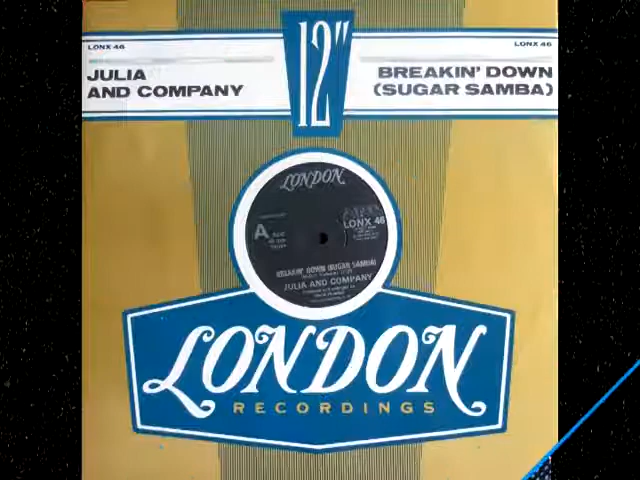 12"
LONX 46
LONX 46
JULIA
AND COMPANY
BREAKIN' DOWN
(SUGAR SAMBA)
LONDON
A
LONX 46
BREAKIN' DOWN (SUGAR SAMBA)
JULIA AND COMPANY
LONDON
RECORDINGS